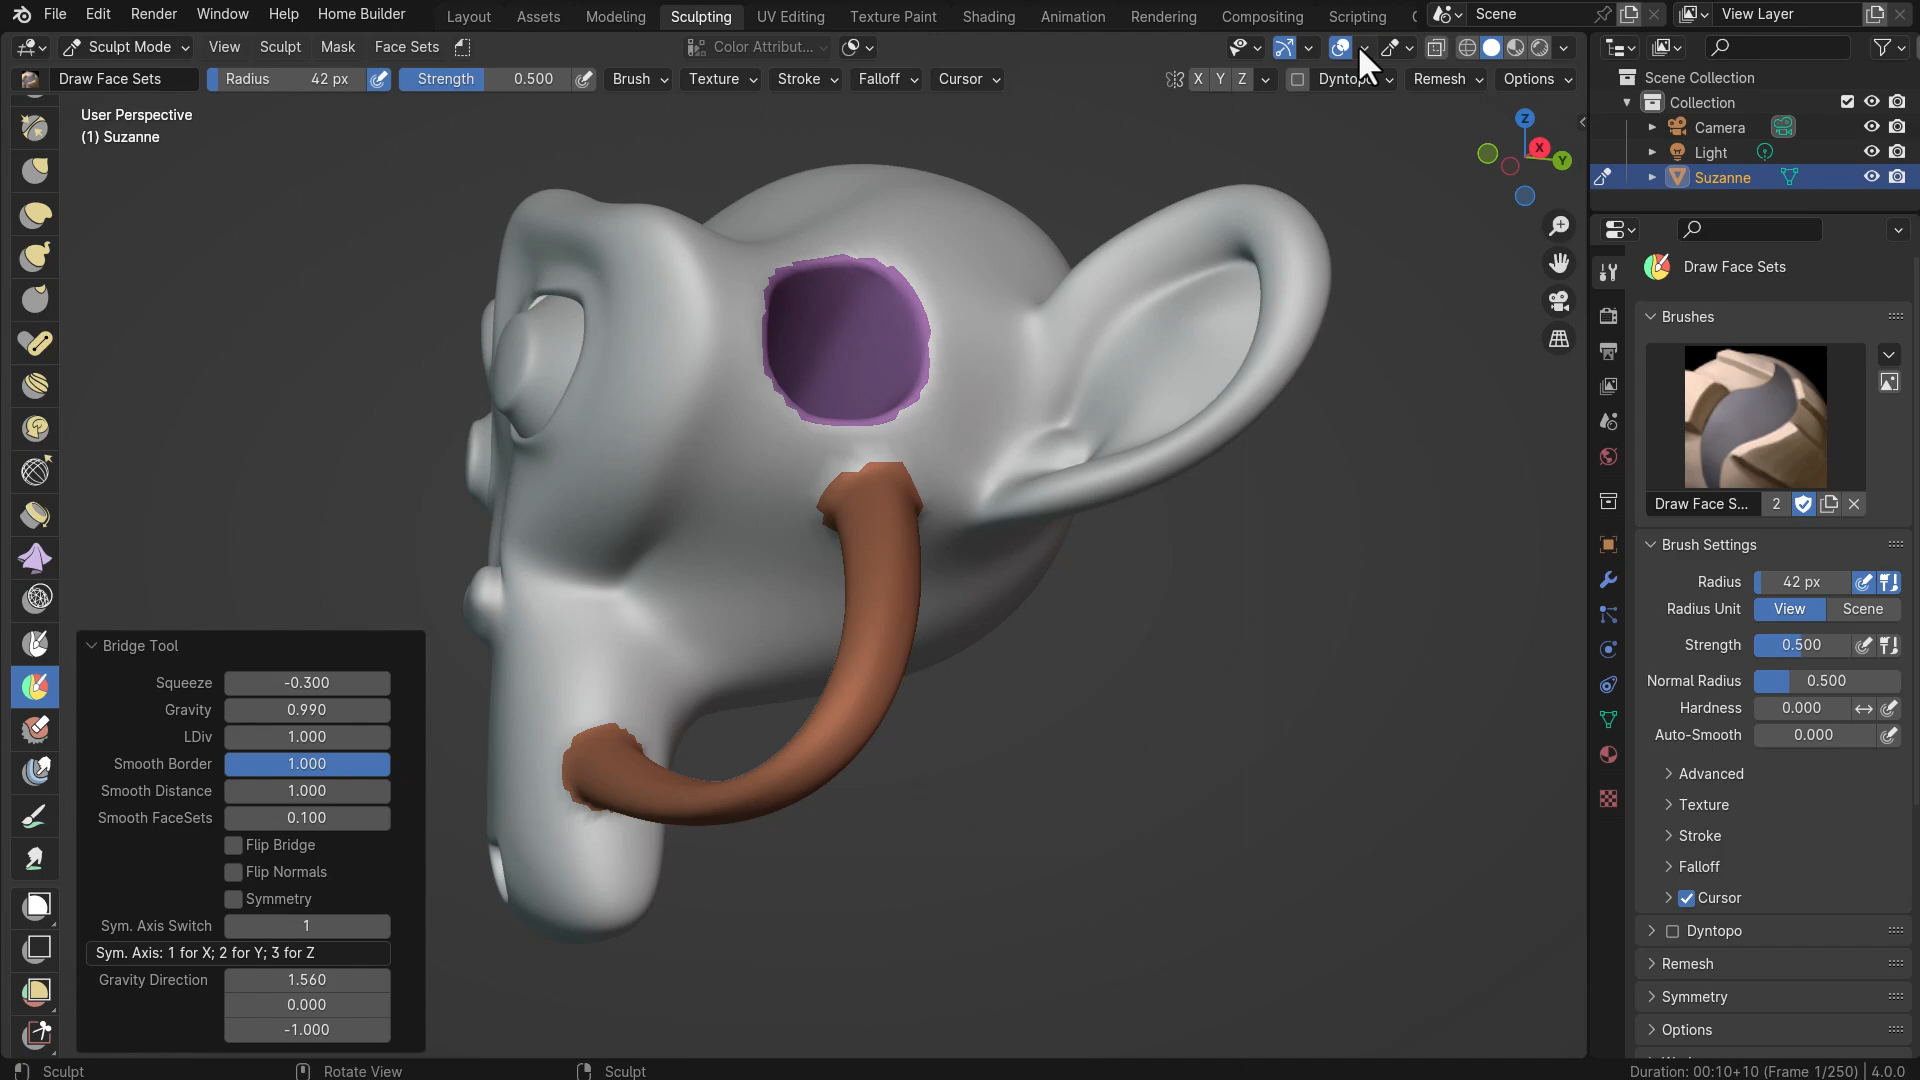 File Edit Render Window Help Home Builder Layout Assets Modeling Sculpting UV Editing Texture Paint Shading Animation Rendering Compositing Scripting Scene View Layer
Sculpt Mode View Sculpt Mask Face Sets Color Attribut...
Draw Face Sets Radius 42 px Strength 0.500 Brush Texture Stroke Falloff Cursor X Y Z Remesh Options
User Perspective
(1) Suzanne
Z
X
Y
Scene Collection
Collection
Camera
Light
Suzanne
Draw Face Sets
Brushes
Draw Face S... 2
Brush Settings
Radius 42 px
Radius Unit View Scene
Strength 0.500
Normal Radius 0.500
Hardness 0.000
Auto-Smooth 0.000
Advanced
Texture
Stroke
Falloff
Cursor
Dyntopo
Remesh
Symmetry
Options
Bridge Tool
Squeeze -0.300
Gravity 0.990
LDiv 1.000
Smooth Border 1.000
Smooth Distance 1.000
Smooth FaceSets 0.100
Flip Bridge
Flip Normals
Symmetry
Sym. Axis Switch 1
Sym. Axis: 1 for X; 2 for Y; 3 for Z
Gravity Direction 1.560
0.000
-1.000
Sculpt Rotate View Sculpt Duration: 00:10+10 (Frame 1/250) | 4.0.0